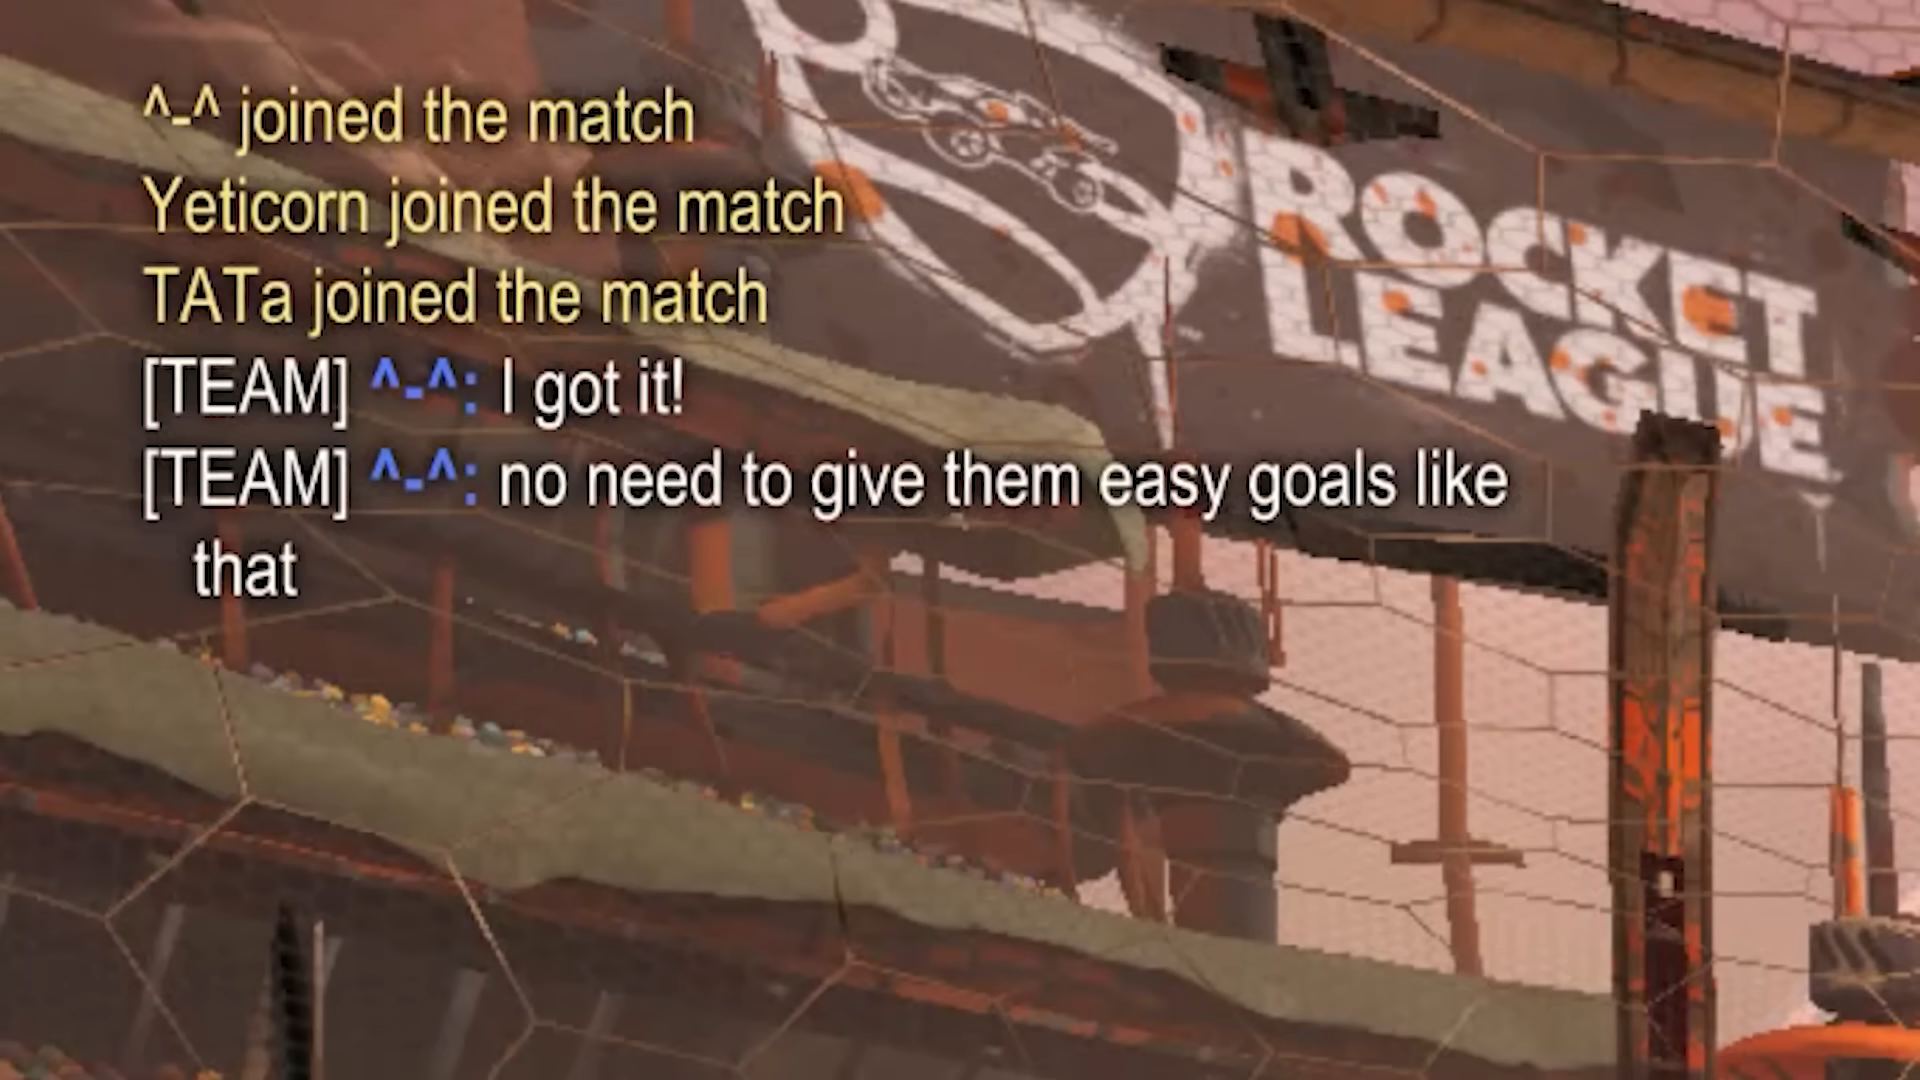 ^-^ joined the match
Yeticorn joined the match
TATa joined the match
[TEAM] ^-^: I got it!
[TEAM] ^-^: no need to give them easy goals like
that
ROCKET
LEAGUE